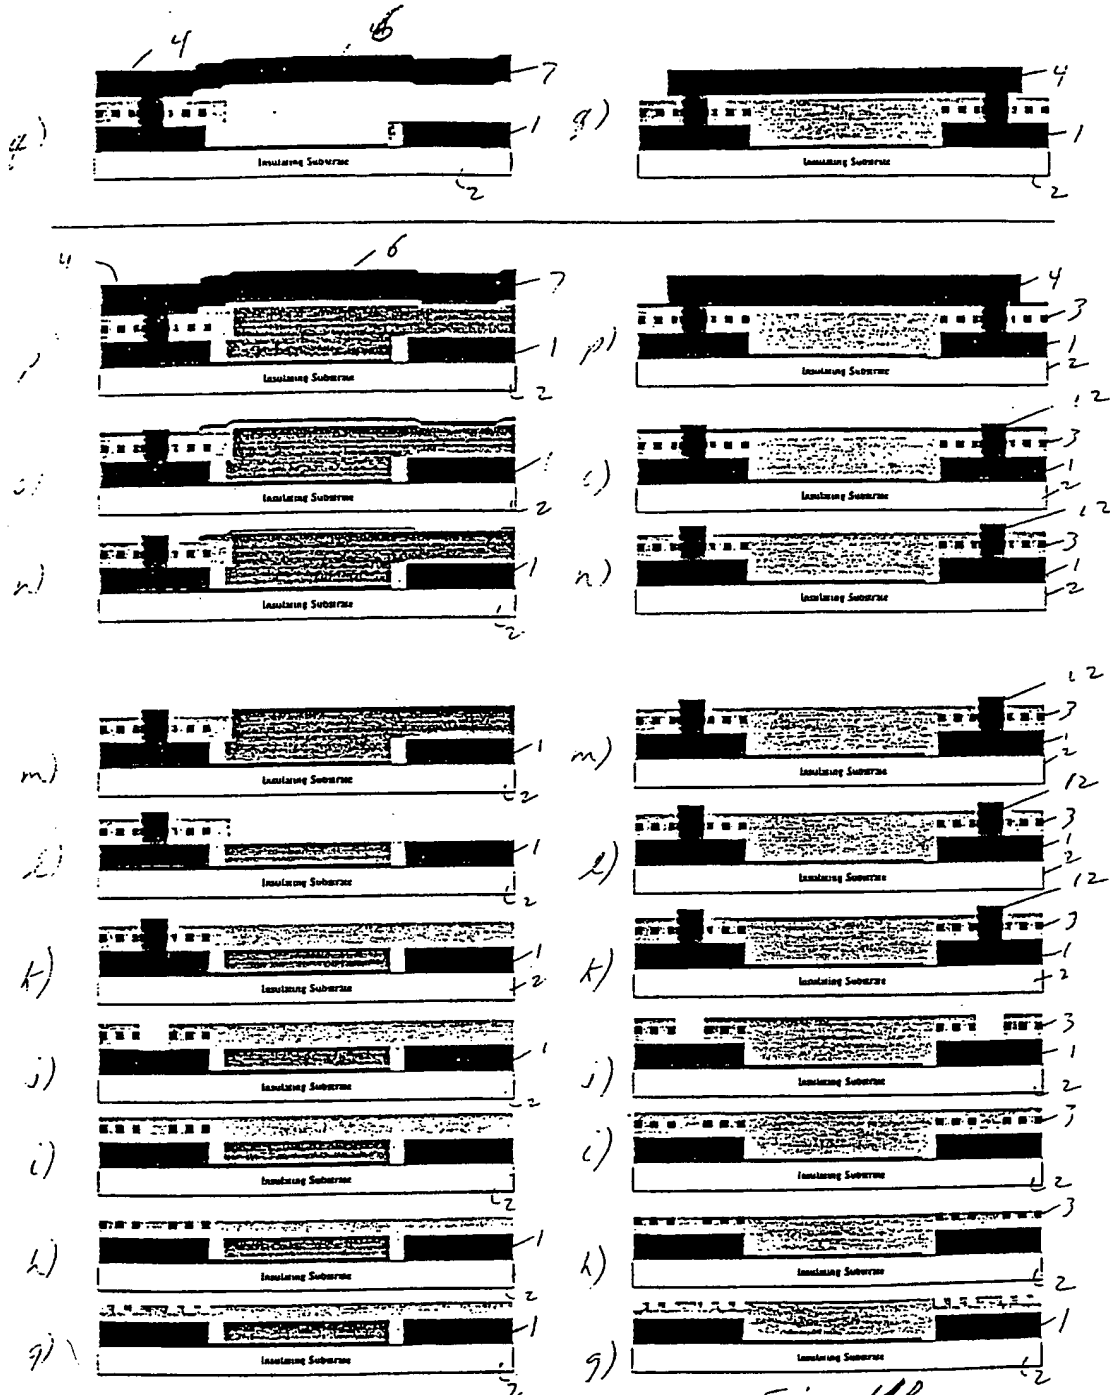 4 6 7 4
q) 1 q) 1
Insulating Substrate Insulating Substrate
2 2
4 6 7 4
p) 3
1 1
Insulating Substrate 2 Insulating Substrate 2
12
3
1
Insulating Substrate 2 Insulating Substrate 2
12
n) 1 n) 3
1
Insulating Substrate 2 Insulating Substrate 2
12
3
m) 1 m) 1
Insulating Substrate 2 Insulating Substrate 2
12
l) 1 l) 3
1
Insulating Substrate 2 Insulating Substrate 2
12
3
k) 1 k) 1
Insulating Substrate 2 Insulating Substrate 2
3
j) 1 j) 1
Insulating Substrate 2 Insulating Substrate 2
3
i) i)
Insulating Substrate 2 Insulating Substrate 2
3
h) 1 h)
Insulating Substrate 2 Insulating Substrate 2
g) 1 g) 1
Insulating Substrate 2 Insulating Substrate 2